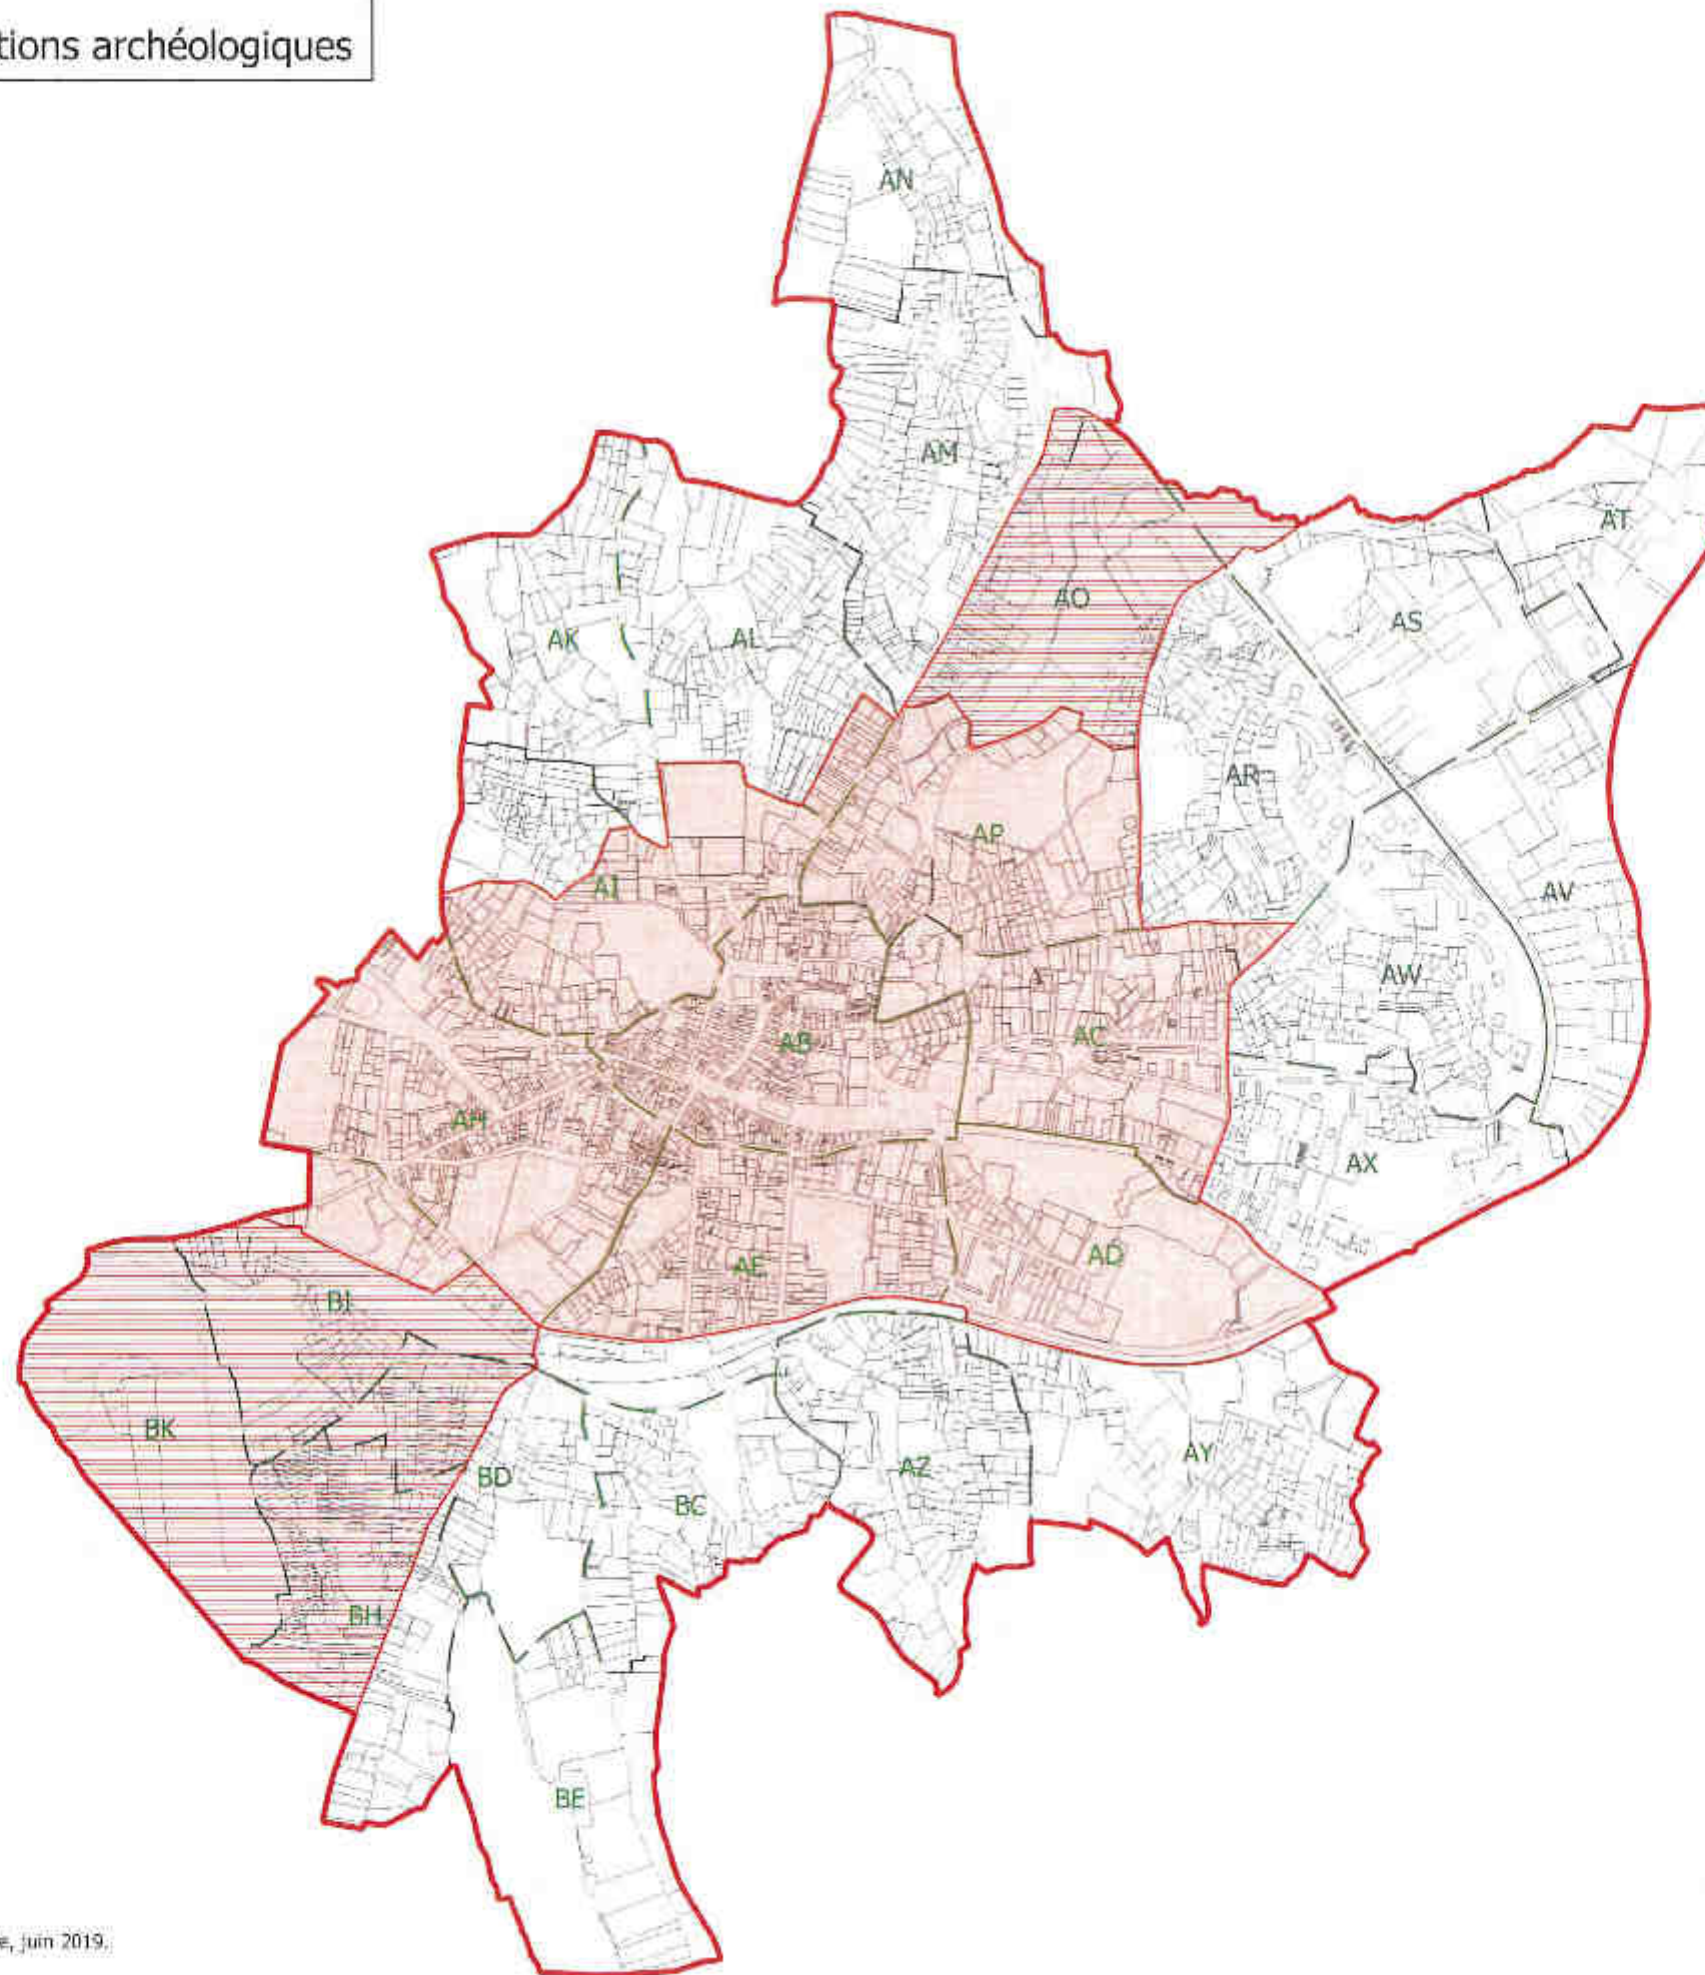 tions archéologiques
AN
AM
AT
AO
AS
AK
AL
AR
AP
AI
AV
AW
AB
AC
AH
AX
AE
AD
BI
BK
BD
AZ
AY
BC
BH
BE
e, juin 2019.